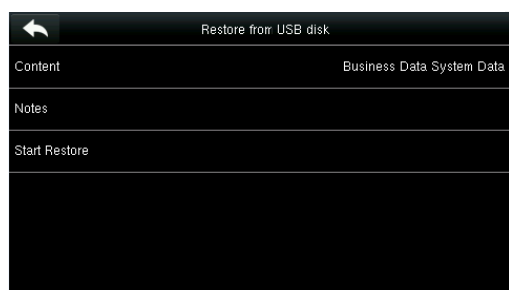 Restore from USB disk
Content Business Data System Data
Notes
Start Restore